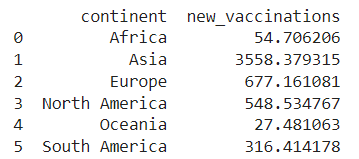 continent new_vaccinations
0 Africa 54.706206
1 Asia 3558.379315
2 Europe 677.161081
3 North America 548.534767
4 Oceania 27.481063
5 South America 316.414178